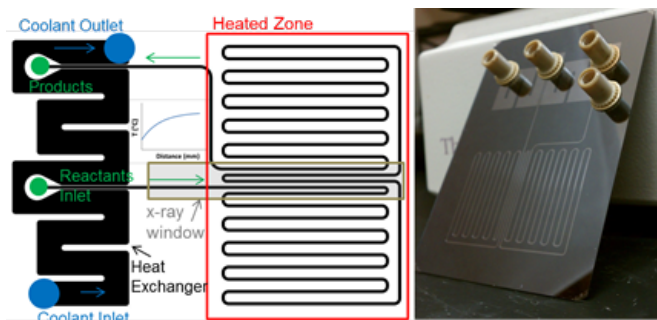 Coolant Outlet
Heated Zone
Products
T (°C)
Distance (mm)
Reactants
Inlet
x-ray
window
Heat
Exchanger
Coolant Inlet